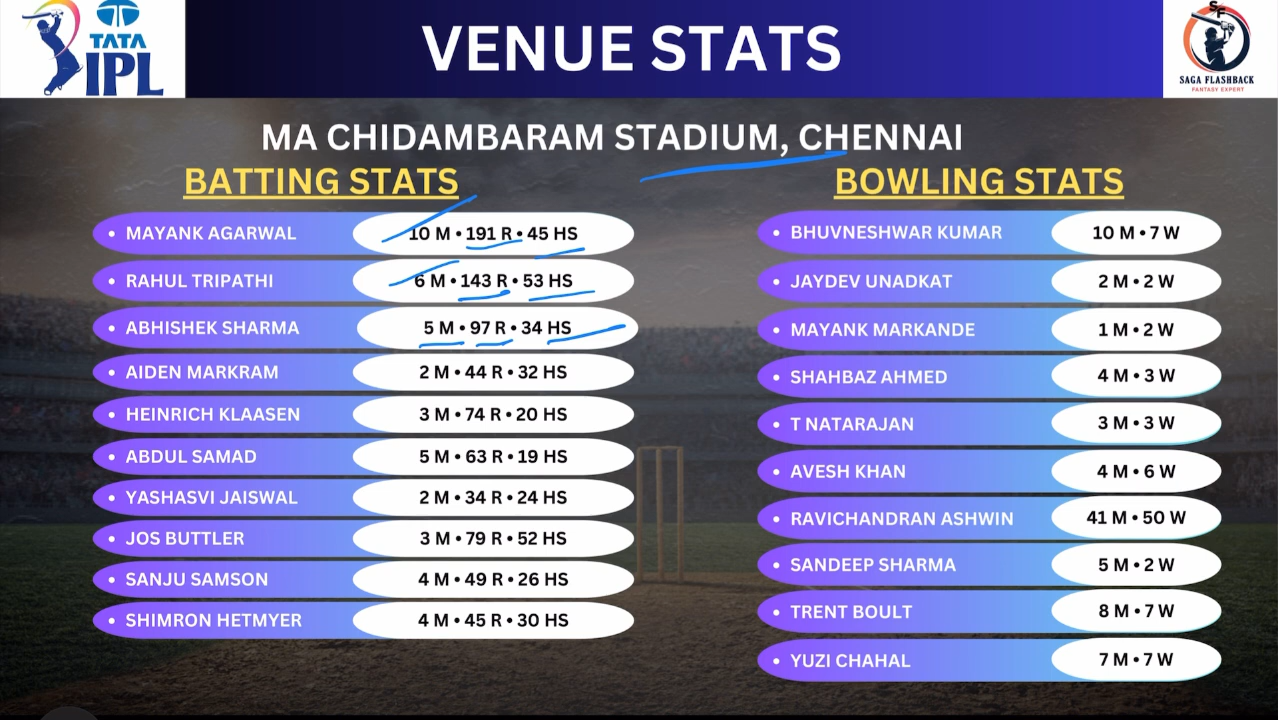 TATA
IPL
VENUE STATS
SF
SAGA FLASHBACK
FANTASY EXPERT
MA CHIDAMBARAM STADIUM, CHENNAI
BATTING STATS
• MAYANK AGARWAL 10 M • 191 R • 45 HS
• RAHUL TRIPATHI 6 M • 143 R • 53 HS
• ABHISHEK SHARMA 5 M • 97 R • 34 HS
• AIDEN MARKRAM 2 M • 44 R • 32 HS
• HEINRICH KLAASEN 3 M • 74 R • 20 HS
• ABDUL SAMAD 5 M • 63 R • 19 HS
• YASHASVI JAISWAL 2 M • 34 R • 24 HS
• JOS BUTTLER 3 M • 79 R • 52 HS
• SANJU SAMSON 4 M • 49 R • 26 HS
• SHIMRON HETMYER 4 M • 45 R • 30 HS
BOWLING STATS
• BHUVNESHWAR KUMAR 10 M • 7 W
• JAYDEV UNADKAT 2 M • 2 W
• MAYANK MARKANDE 1 M • 2 W
• SHAHBAZ AHMED 4 M • 3 W
• T NATARAJAN 3 M • 3 W
• AVESH KHAN 4 M • 6 W
• RAVICHANDRAN ASHWIN 41 M • 50 W
• SANDEEP SHARMA 5 M • 2 W
• TRENT BOULT 8 M • 7 W
• YUZI CHAHAL 7 M • 7 W